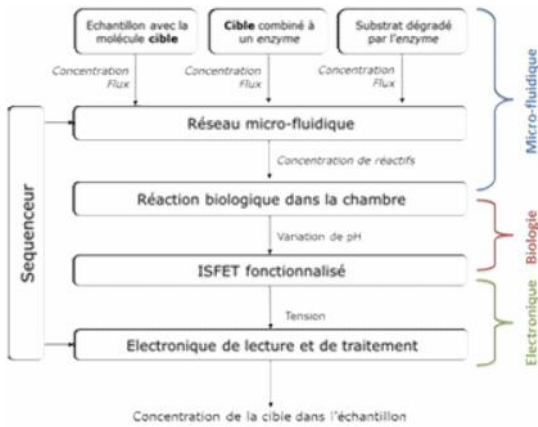 Echantillon avec la
molécule cible
Cible combiné à
un enzyme
Substrat dégradé
par l'enzyme
Concentration
Flux
Concentration
Flux
Concentration
Flux
Micro-fluidique
Réseau micro-fluidique
Concentration de réactifs
Sequenceur
Réaction biologique dans la chambre
Variation de pH
Biologie
ISFET fonctionnalisé
Tension
Electronique
Electronique de lecture et de traitement
Concentration de la cible dans l'échantillon